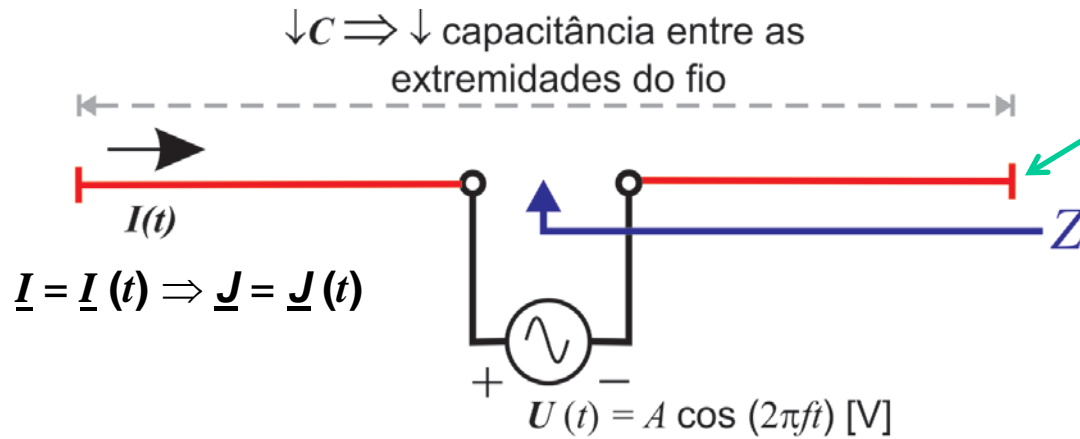 ↓C ⇒ ↓ capacitância entre as
extremidades do fio
I(t)
Z
I = I (t) ⇒ J = J (t)
+ −
U (t) = A cos (2πft) [V]